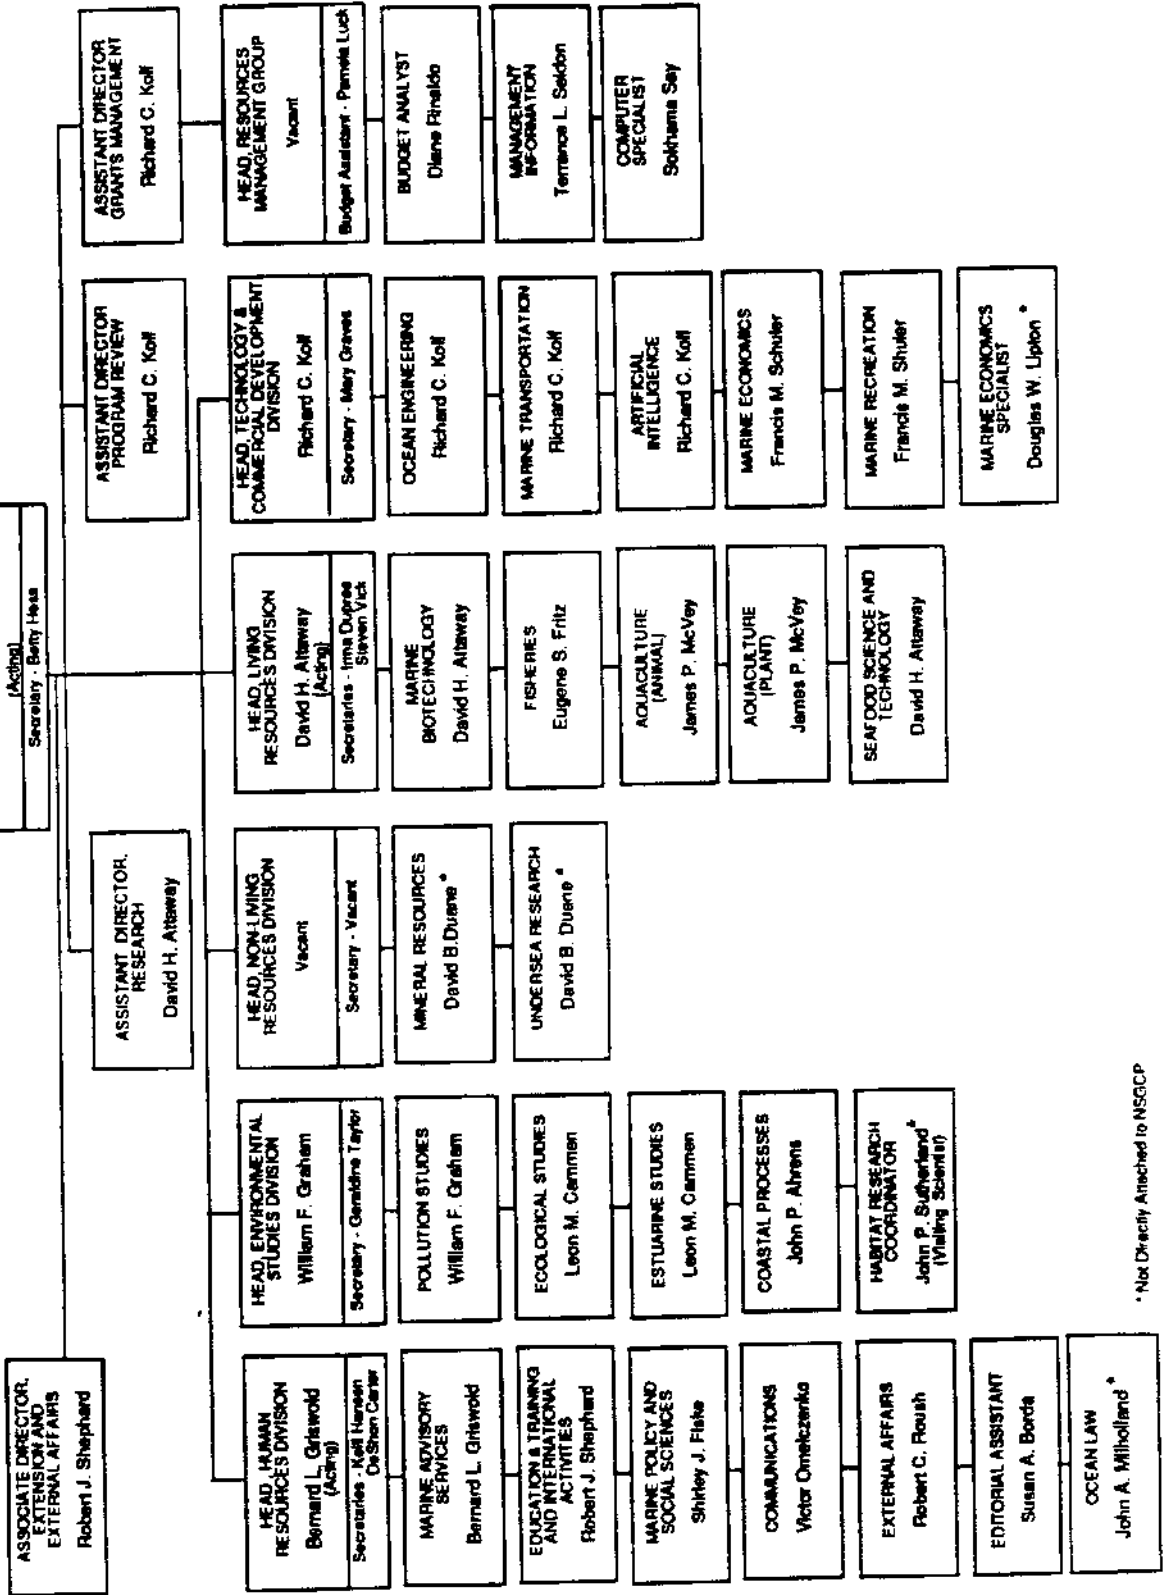 (Acting)
Secretary - Betty Hess
ASSOCIATE DIRECTOR,
EXTENSION AND
EXTERNAL AFFAIRS
Robert J. Shephard
ASSISTANT DIRECTOR,
RESEARCH
David H. Attaway
ASSISTANT DIRECTOR
PROGRAM REVIEW
Richard C. Kolf
ASSISTANT DIRECTOR
GRANTS MANAGEMENT
Richard C. Kolf
HEAD, HUMAN
RESOURCES DIVISION
Bernard L. Griswold
(Acting)
Secretaries - Kelli Hansen
DeShan Carter
MARINE ADVISORY
SERVICES
Bernard L. Griswold
EDUCATION & TRAINING
AND INTERNATIONAL
ACTIVITIES
Robert J. Shephard
MARINE POLICY AND
SOCIAL SCIENCES
Shirley J. Fiske
COMMUNICATIONS
Victor Omelczenko
EXTERNAL AFFAIRS
Robert C. Roush
EDITORIAL ASSISTANT
Susan A. Borda
OCEAN LAW
John A. Milholland *
HEAD, ENVIRONMENTAL
STUDIES DIVISION
William F. Graham
Secretary - Geraldine Taylor
POLLUTION STUDIES
William F. Graham
ECOLOGICAL STUDIES
Leon M. Cammen
ESTUARINE STUDIES
Leon M. Cammen
COASTAL PROCESSES
John P. Ahrens
HABITAT RESEARCH
COORDINATOR
John P. Sutherland *
(Visiting Scientist)
HEAD, NON-LIVING
RESOURCES DIVISION
Vacant
Secretary - Vacant
MINERAL RESOURCES
David B.Duane *
UNDERSEA RESEARCH
David B. Duane *
HEAD, LIVING
RESOURCES DIVISION
David H. Attaway
(Acting)
Secretaries - Irma Dupree
Steven Vick
MARINE
BIOTECHNOLOGY
David H. Attaway
FISHERIES
Eugene S. Fritz
AQUACULTURE
(ANIMAL)
James P. McVey
AQUACULTURE
(PLANT)
James P. McVey
SEAFOOD SCIENCE AND
TECHNOLOGY
David H. Attaway
HEAD, TECHNOLOGY &
COMMERCIAL DEVELOPMENT
DIVISION
Richard C. Kolf
Secretary - Mary Graves
OCEAN ENGINEERING
Richard C. Kolf
MARINE TRANSPORTATION
Richard C. Kolf
ARTIFICIAL
INTELLIGENCE
Richard C. Kolf
MARINE ECONOMICS
Francis M. Schuler
MARINE RECREATION
Francis M. Shuler
MARINE ECONOMICS
SPECIALIST
Douglas W. Lipton *
HEAD, RESOURCES
MANAGEMENT GROUP
Vacant
Budget Assistant - Pamela Luck
BUDGET ANALYST
Diane Rinaldo
MANAGEMENT
INFORMATION
Terrance L. Seldon
COMPUTER
SPECIALIST
Sokhama Say
* Not Directly Attached to NSGCP